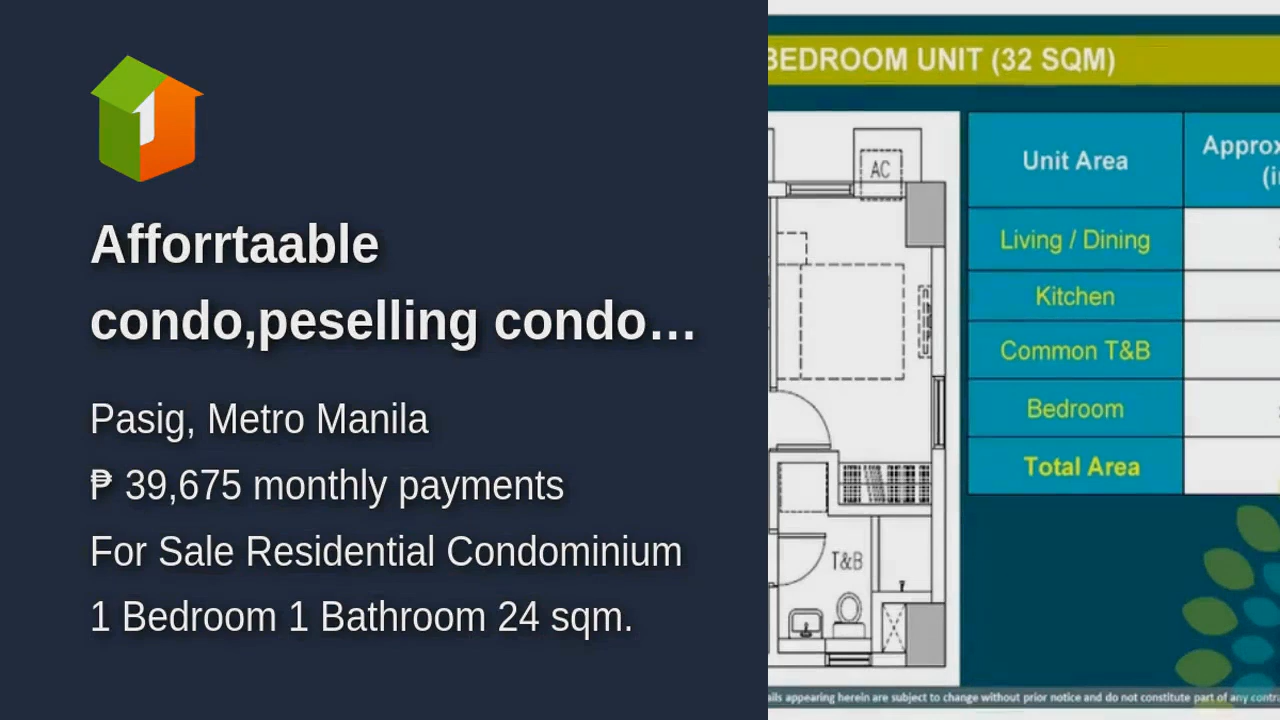 Afforrtaable
condo,peselling condo…
Pasig, Metro Manila
₱ 39,675 monthly payments
For Sale Residential Condominium
1 Bedroom 1 Bathroom 24 sqm.
BEDROOM UNIT (32 SQM)
AC
T&B
Unit Area
Approx
(i
Living / Dining
Kitchen
Common T&B
Bedroom
Total Area
ails appearing herein are subject to change without prior notice and do not constitute part of any contr